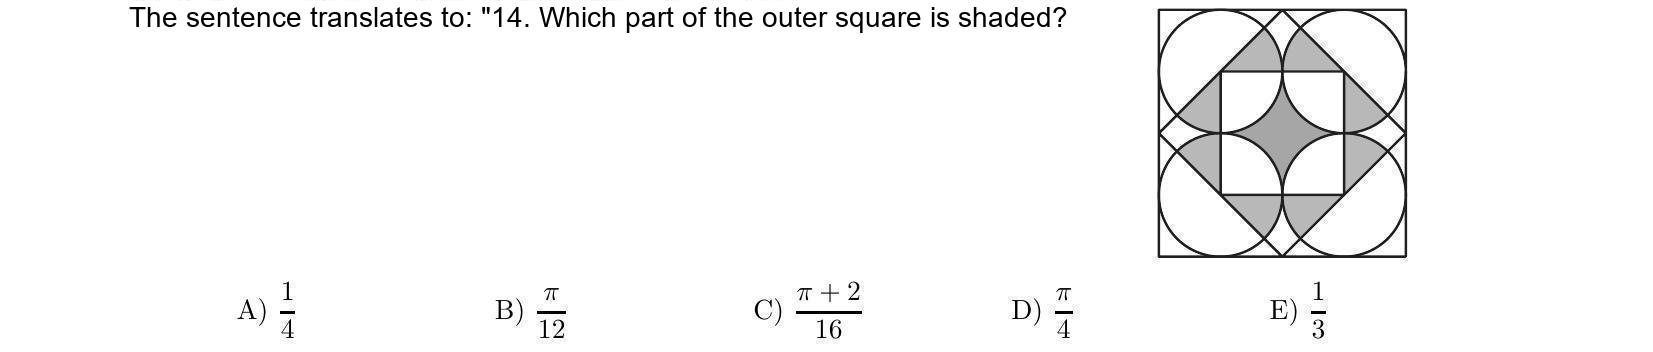 The sentence translates to: "14. Which part of the outer square is shaded?
A) 1/4 B) π/12 C) (π + 2)/16 D) π/4 E) 1/3